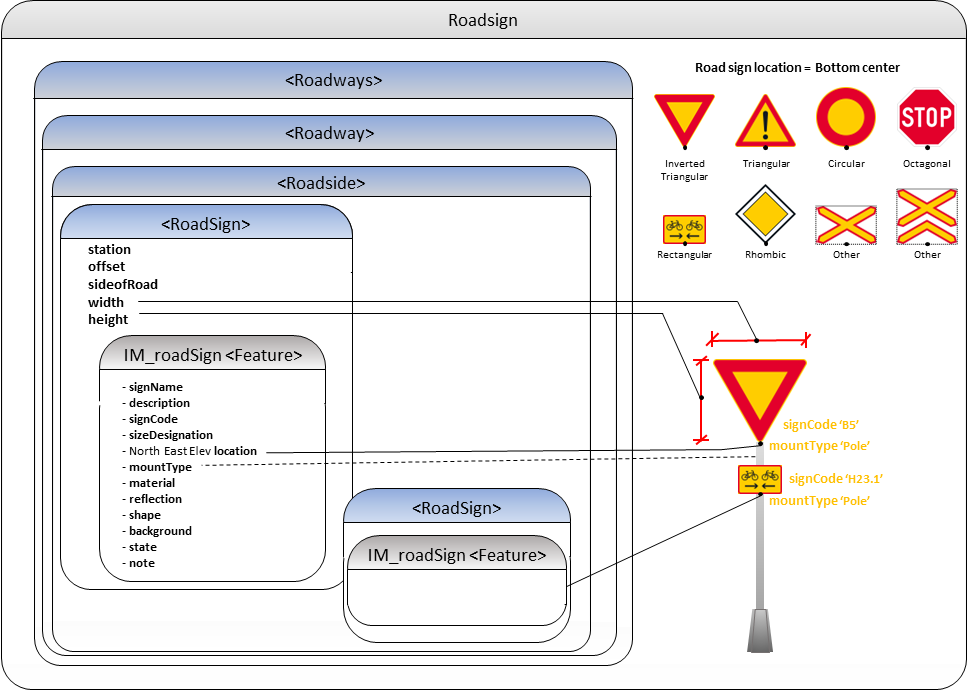 Roadsign
<Roadways>
<Roadway>
<Roadside>
<RoadSign>
station
offset
sideofRoad
width
height
IM_roadSign <Feature>
- signName
- description
- signCode
- sizeDesignation
- North East Elev location
- mountType
- material
- reflection
- shape
- background
- state
- note
<RoadSign>
IM_roadSign <Feature>
Road sign location = Bottom center
STOP
Inverted
Triangular
Triangular
Circular
Octagonal
Rectangular
Rhombic
Other
Other
signCode ‘B5’
mountType ‘Pole’
signCode ‘H23.1’
mountType ‘Pole’